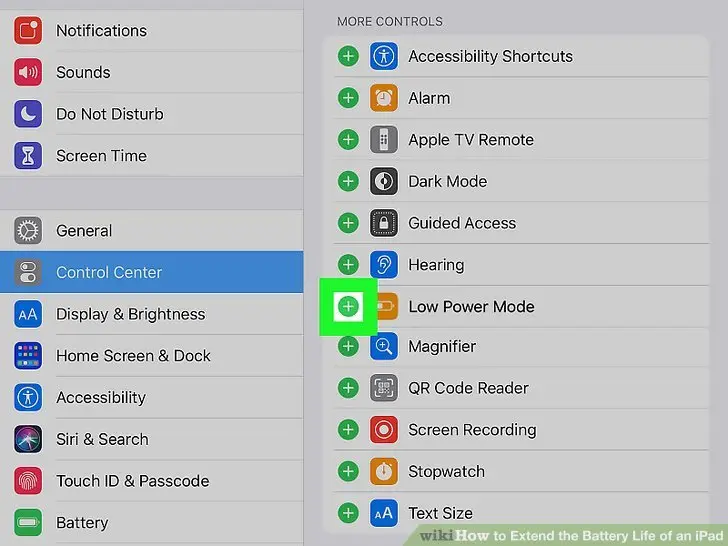 Notifications
Sounds
Do Not Disturb
Screen Time
General
Control Center
Display & Brightness
AA
Home Screen & Dock
Accessibility
Siri & Search
Touch ID & Passcode
Battery
MORE CONTROLS
Accessibility Shortcuts
Alarm
Apple TV Remote
Dark Mode
Guided Access
Hearing
Low Power Mode
Magnifier
QR Code Reader
Screen Recording
Stopwatch
AA
Text Size
wikiHow to Extend the Battery Life of an iPad